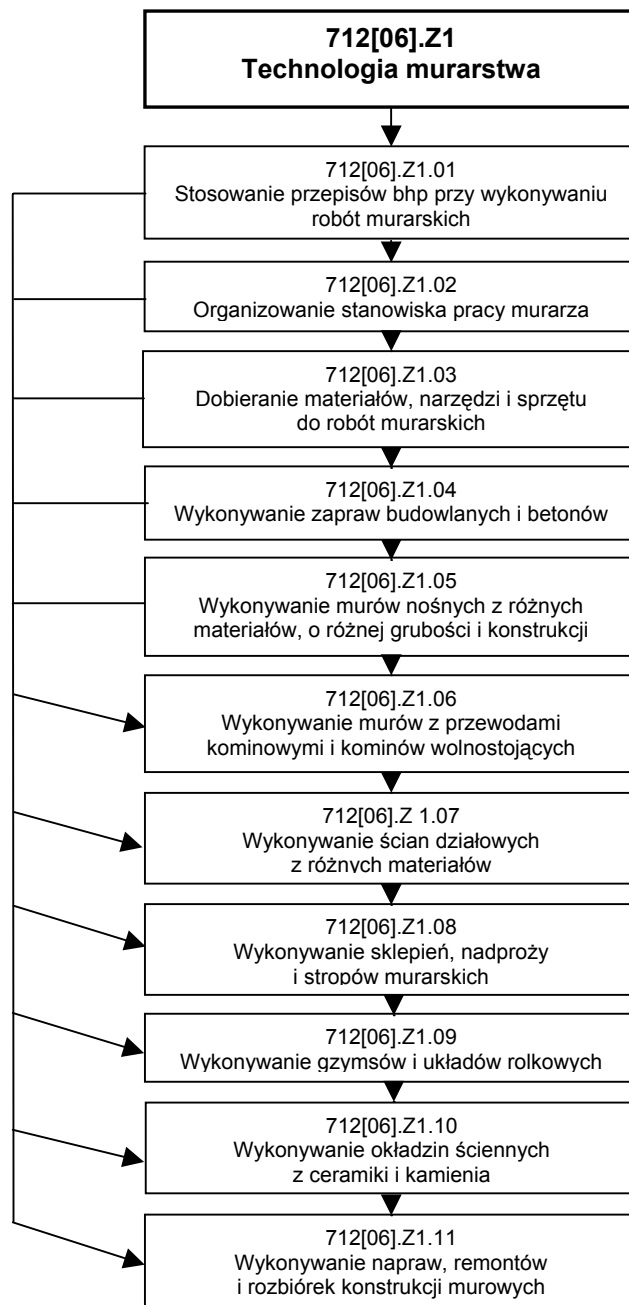 712[06].Z1
Technologia murarstwa
712[06].Z1.01
Stosowanie przepisów bhp przy wykonywaniu
robót murarskich
712[06].Z1.02
Organizowanie stanowiska pracy murarza
712[06].Z1.03
Dobieranie materiałów, narzędzi i sprzętu
do robót murarskich
712[06].Z1.04
Wykonywanie zapraw budowlanych i betonów
712[06].Z1.05
Wykonywanie murów nośnych z różnych
materiałów, o różnej grubości i konstrukcji
712[06].Z1.06
Wykonywanie murów z przewodami
kominowymi i kominów wolnostojących
712[06].Z 1.07
Wykonywanie ścian działowych
z różnych materiałów
712[06].Z1.08
Wykonywanie sklepień, nadproży
i stropów murarskich
712[06].Z1.09
Wykonywanie gzymsów i układów rolkowych
712[06].Z1.10
Wykonywanie okładzin ściennych
z ceramiki i kamienia
712[06].Z1.11
Wykonywanie napraw, remontów
i rozbiórek konstrukcji murowych